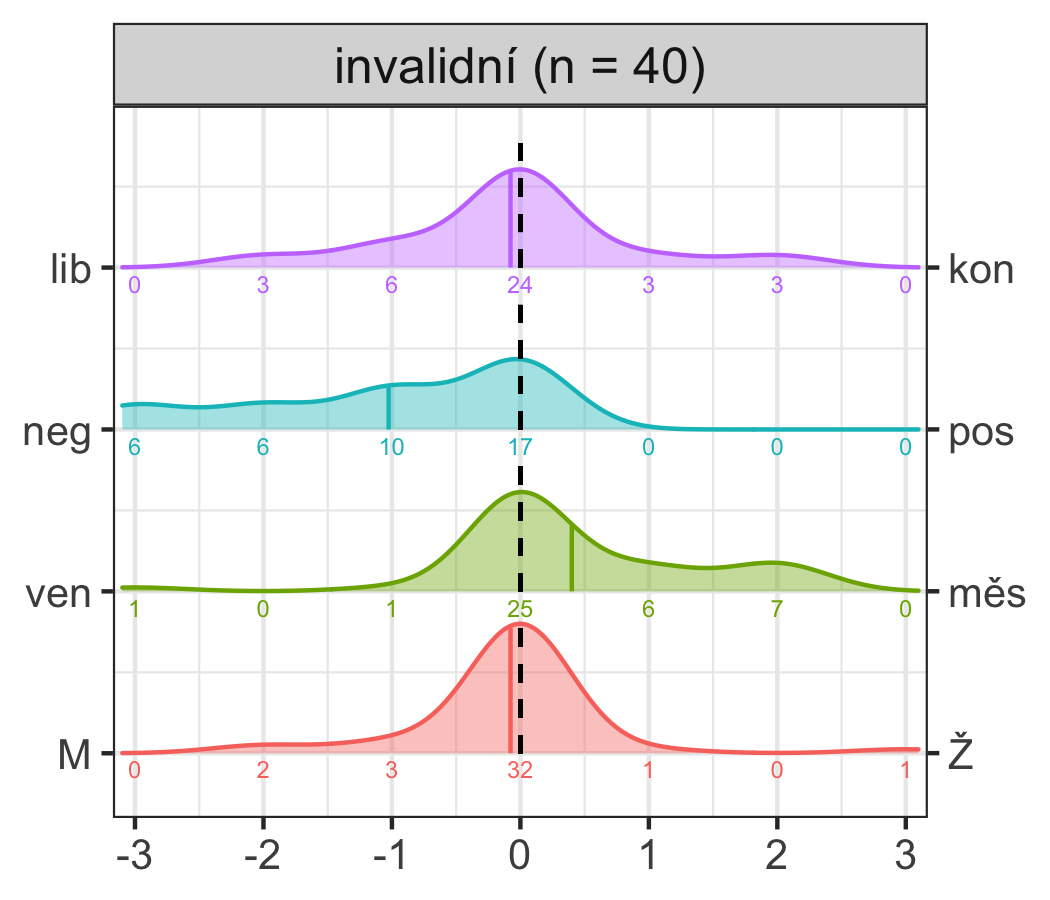 invalidní (n = 40)
lib kon
0 3 6 24 3 3 0
neg pos
6 6 10 17 0 0 0
ven měs
1 0 1 25 6 7 0
M Ž
0 2 3 32 1 0 1
-3 -2 -1 0 1 2 3